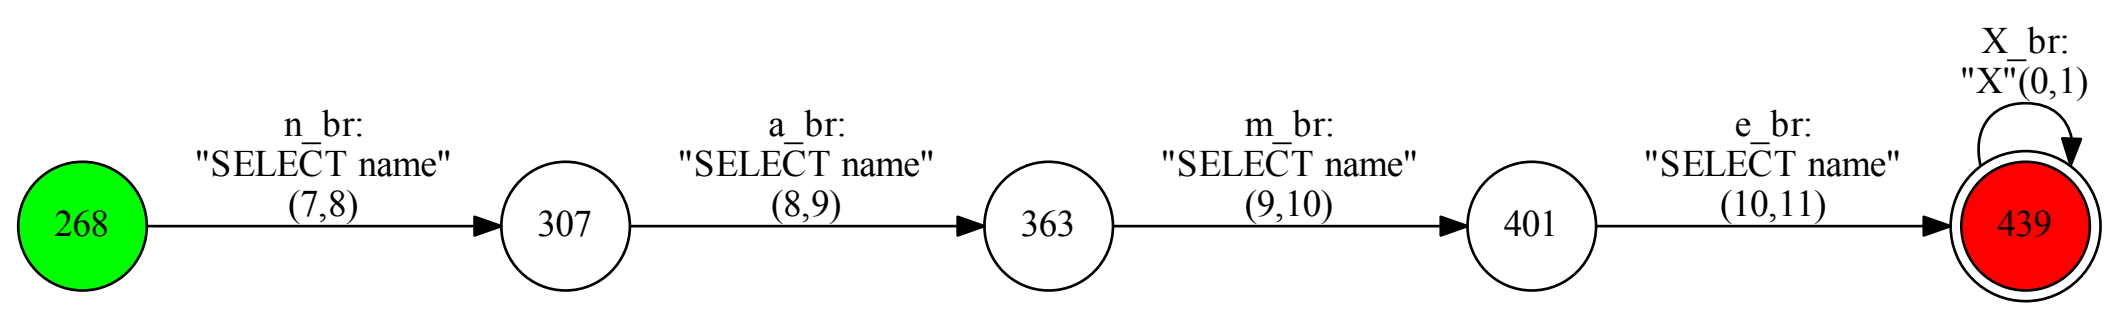 X_br:
"X"(0,1)
n_br:
"SELECT name"
(7,8)
a_br:
"SELECT name"
(8,9)
m_br:
"SELECT name"
(9,10)
e_br:
"SELECT name"
(10,11)
268
307
363
401
439